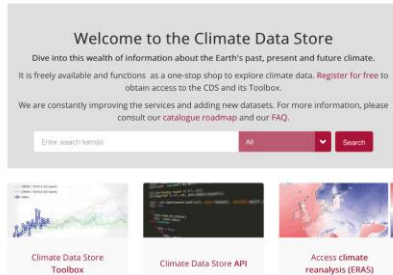 Welcome to the Climate Data Store
Dive into this wealth of information about the Earth's past, present and future climate.
It is freely available and functions as a one-stop shop to explore climate data. Register for free to
obtain access to the CDS and its Toolbox.
We are constantly improving the services and adding new datasets. For more information, please
consult our catalogue roadmap and our FAQ.
Enter search term(s)
All
Search
Climate Data Store
Toolbox
Climate Data Store API
Access climate
reanalysis (ERA5)